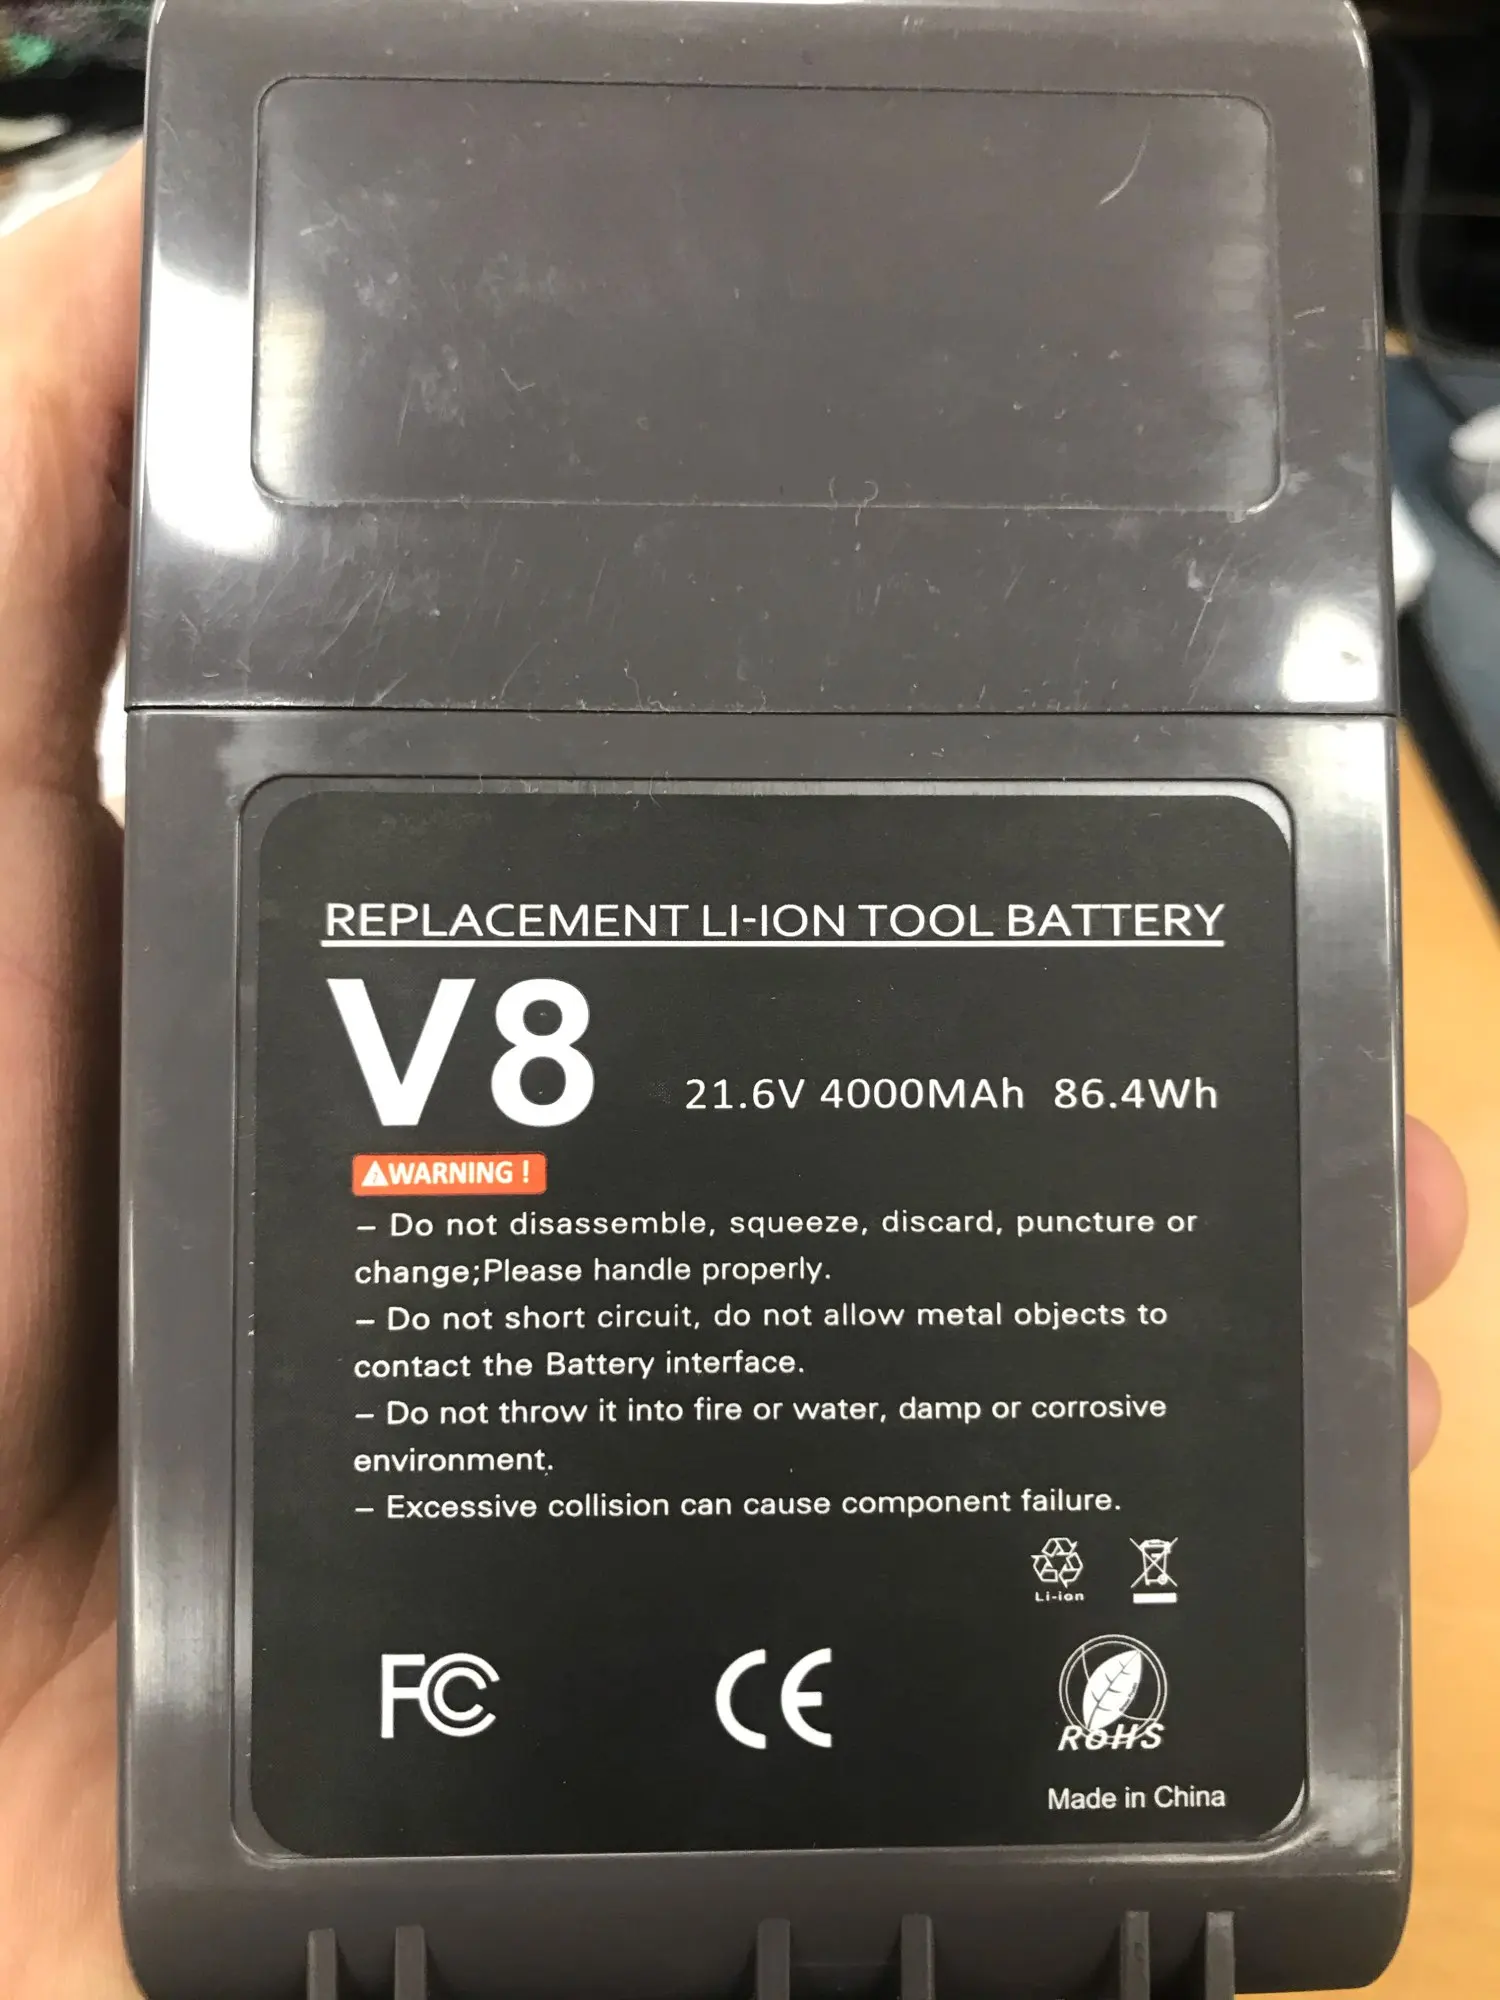 REPLACEMENT LI-ION TOOL BATTERY
V8 21.6V 4000MAh 86.4Wh
WARNING !
– Do not disassemble, squeeze, discard, puncture or
change;Please handle properly.
– Do not short circuit, do not allow metal objects to
contact the Battery interface.
– Do not throw it into fire or water, damp or corrosive
environment.
– Excessive collision can cause component failure.
Li-ion
FC CE RoHS
Made in China